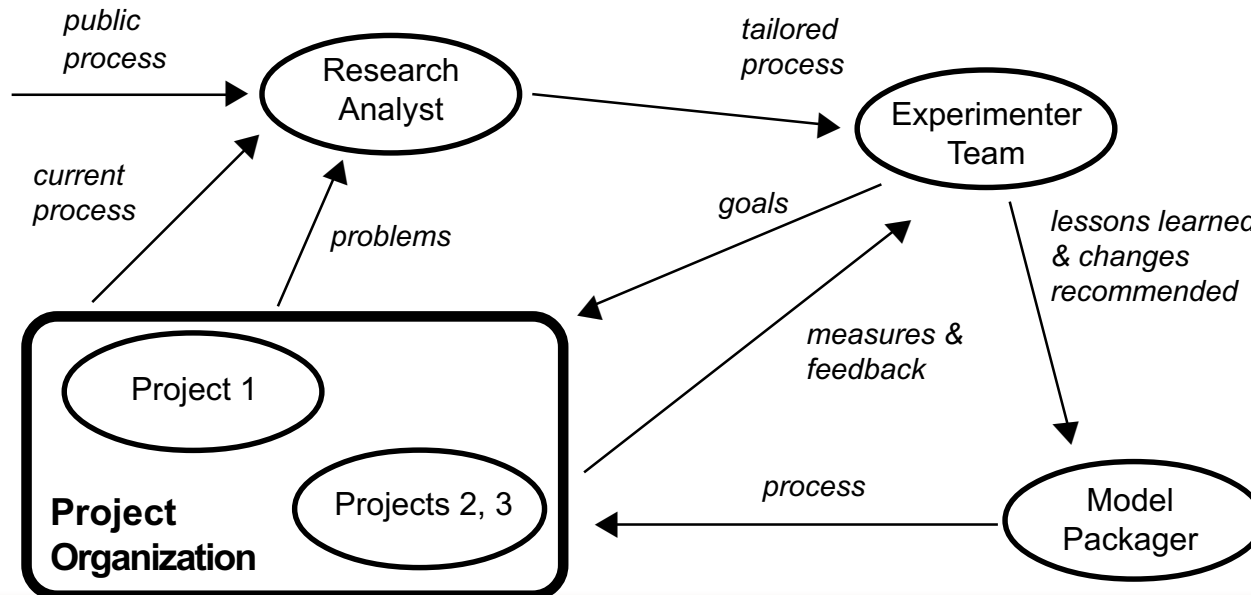 public
process
Research
Analyst
tailored
process
Experimenter
Team
current
process
problems
goals
lessons learned
& changes
recommended
measures &
feedback
Project 1
Projects 2, 3
Project
Organization
process
Model
Packager